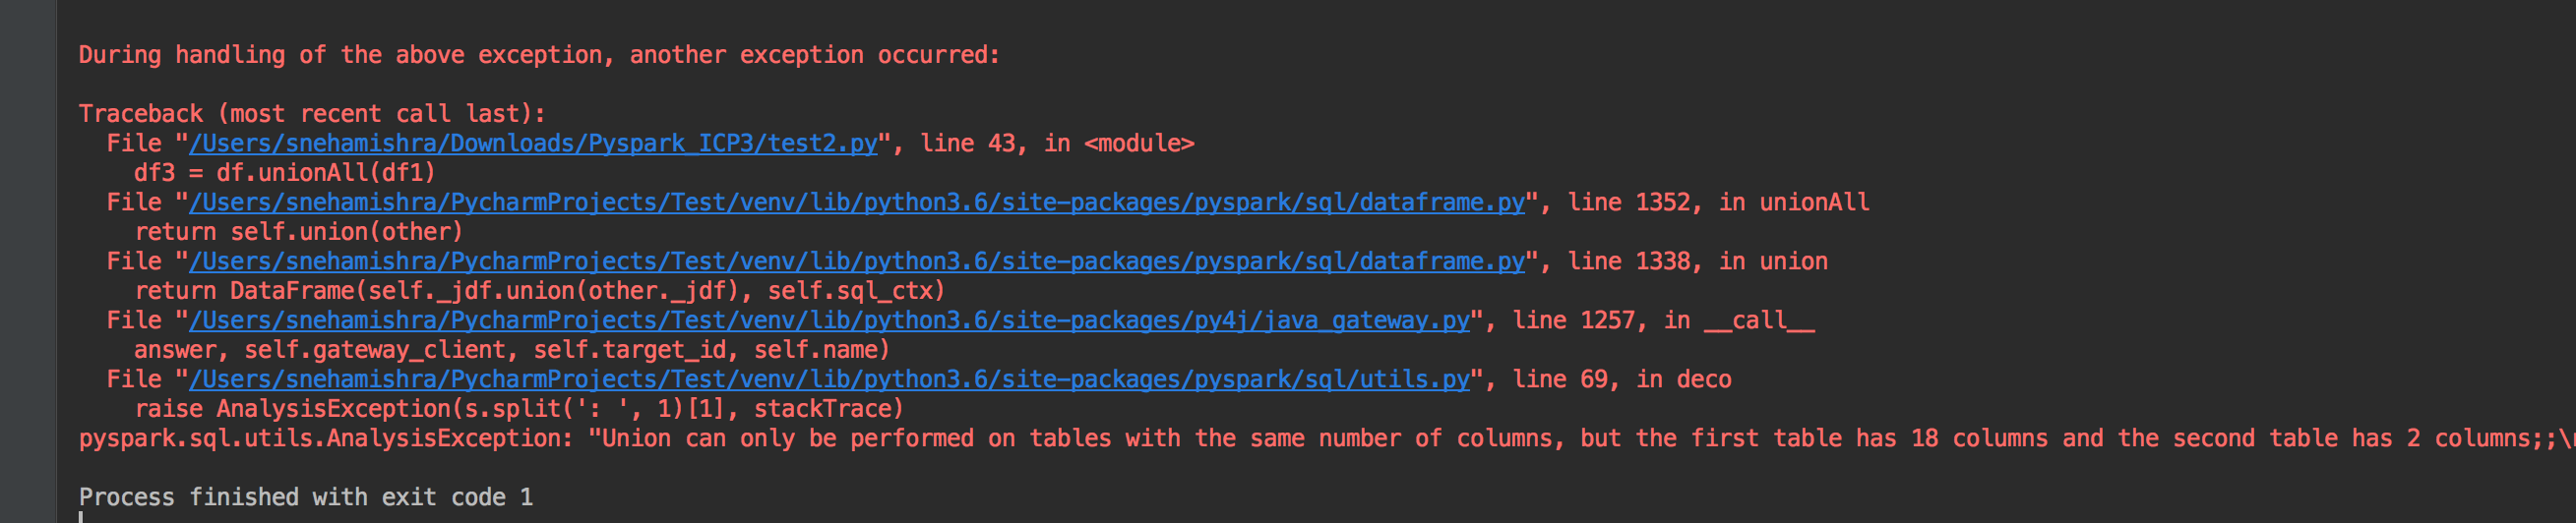 During handling of the above exception, another exception occurred:
Traceback (most recent call last):
File "/Users/snehamishra/Downloads/Pyspark_ICP3/test2.py", line 43, in <module>
df3 = df.unionAll(df1)
File "/Users/snehamishra/PycharmProjects/Test/venv/lib/python3.6/site-packages/pyspark/sql/dataframe.py", line 1352, in unionAll
return self.union(other)
File "/Users/snehamishra/PycharmProjects/Test/venv/lib/python3.6/site-packages/pyspark/sql/dataframe.py", line 1338, in union
return DataFrame(self._jdf.union(other._jdf), self.sql_ctx)
File "/Users/snehamishra/PycharmProjects/Test/venv/lib/python3.6/site-packages/py4j/java_gateway.py", line 1257, in __call__
answer, self.gateway_client, self.target_id, self.name)
File "/Users/snehamishra/PycharmProjects/Test/venv/lib/python3.6/site-packages/pyspark/sql/utils.py", line 69, in deco
raise AnalysisException(s.split(': ', 1)[1], stackTrace)
pyspark.sql.utils.AnalysisException: "Union can only be performed on tables with the same number of columns, but the first table has 18 columns and the second table has 2 columns;;\
Process finished with exit code 1